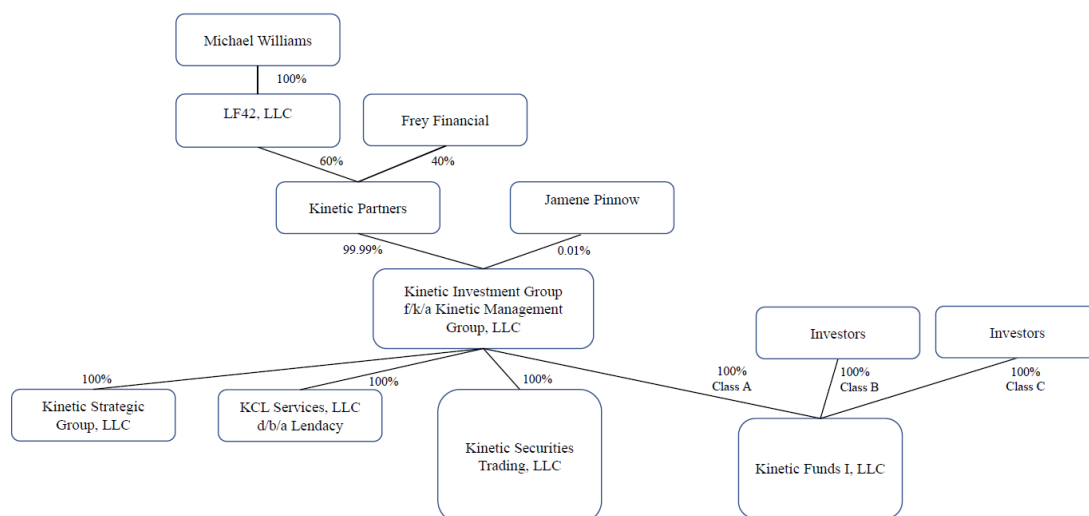 Michael Williams
100%
LF42, LLC
Frey Financial
60%
40%
Kinetic Partners
Jamene Pinnow
99.99%
0.01%
Kinetic Investment Group
f/k/a Kinetic Management
Group, LLC
Investors
Investors
100%
100%
100%
100%
Class A
100%
Class B
100%
Class C
Kinetic Strategic
Group, LLC
KCL Services, LLC
d/b/a Lendacy
Kinetic Securities
Trading, LLC
Kinetic Funds I, LLC